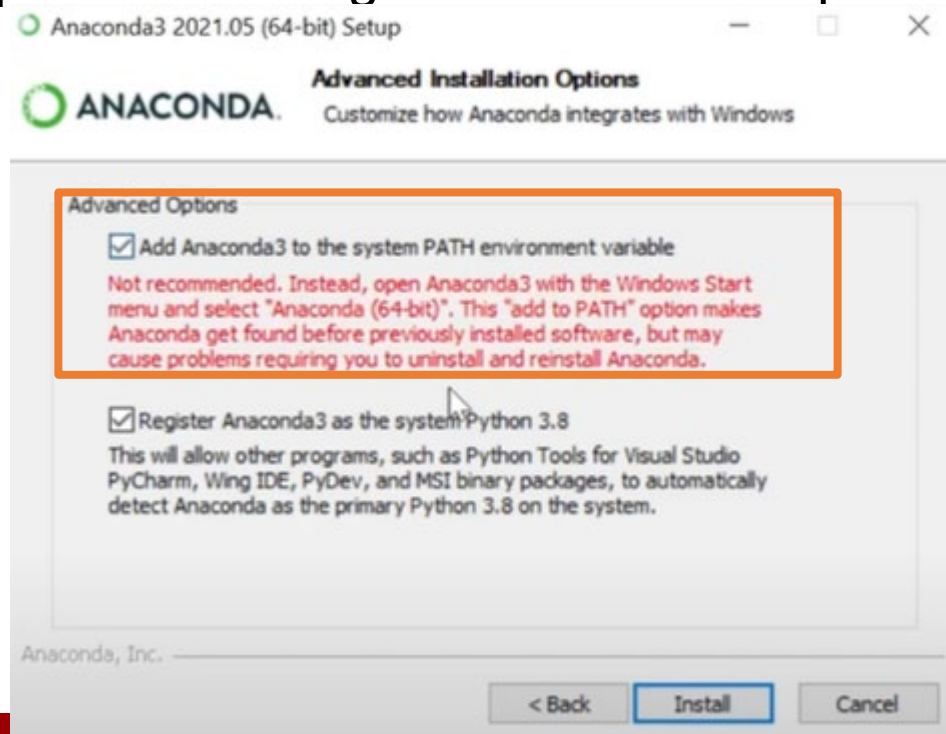 Anaconda3 2021.05 (64-bit) Setup
ANACONDA.
Advanced Installation Options
Customize how Anaconda integrates with Windows
Advanced Options
Add Anaconda3 to the system PATH environment variable
Not recommended. Instead, open Anaconda3 with the Windows Start
menu and select "Anaconda (64-bit)". This "add to PATH" option makes
Anaconda get found before previously installed software, but may
cause problems requiring you to uninstall and reinstall Anaconda.
Register Anaconda3 as the system Python 3.8
This will allow other programs, such as Python Tools for Visual Studio
PyCharm, Wing IDE, PyDev, and MSI binary packages, to automatically
detect Anaconda as the primary Python 3.8 on the system.
Anaconda, Inc.
< Back Install Cancel